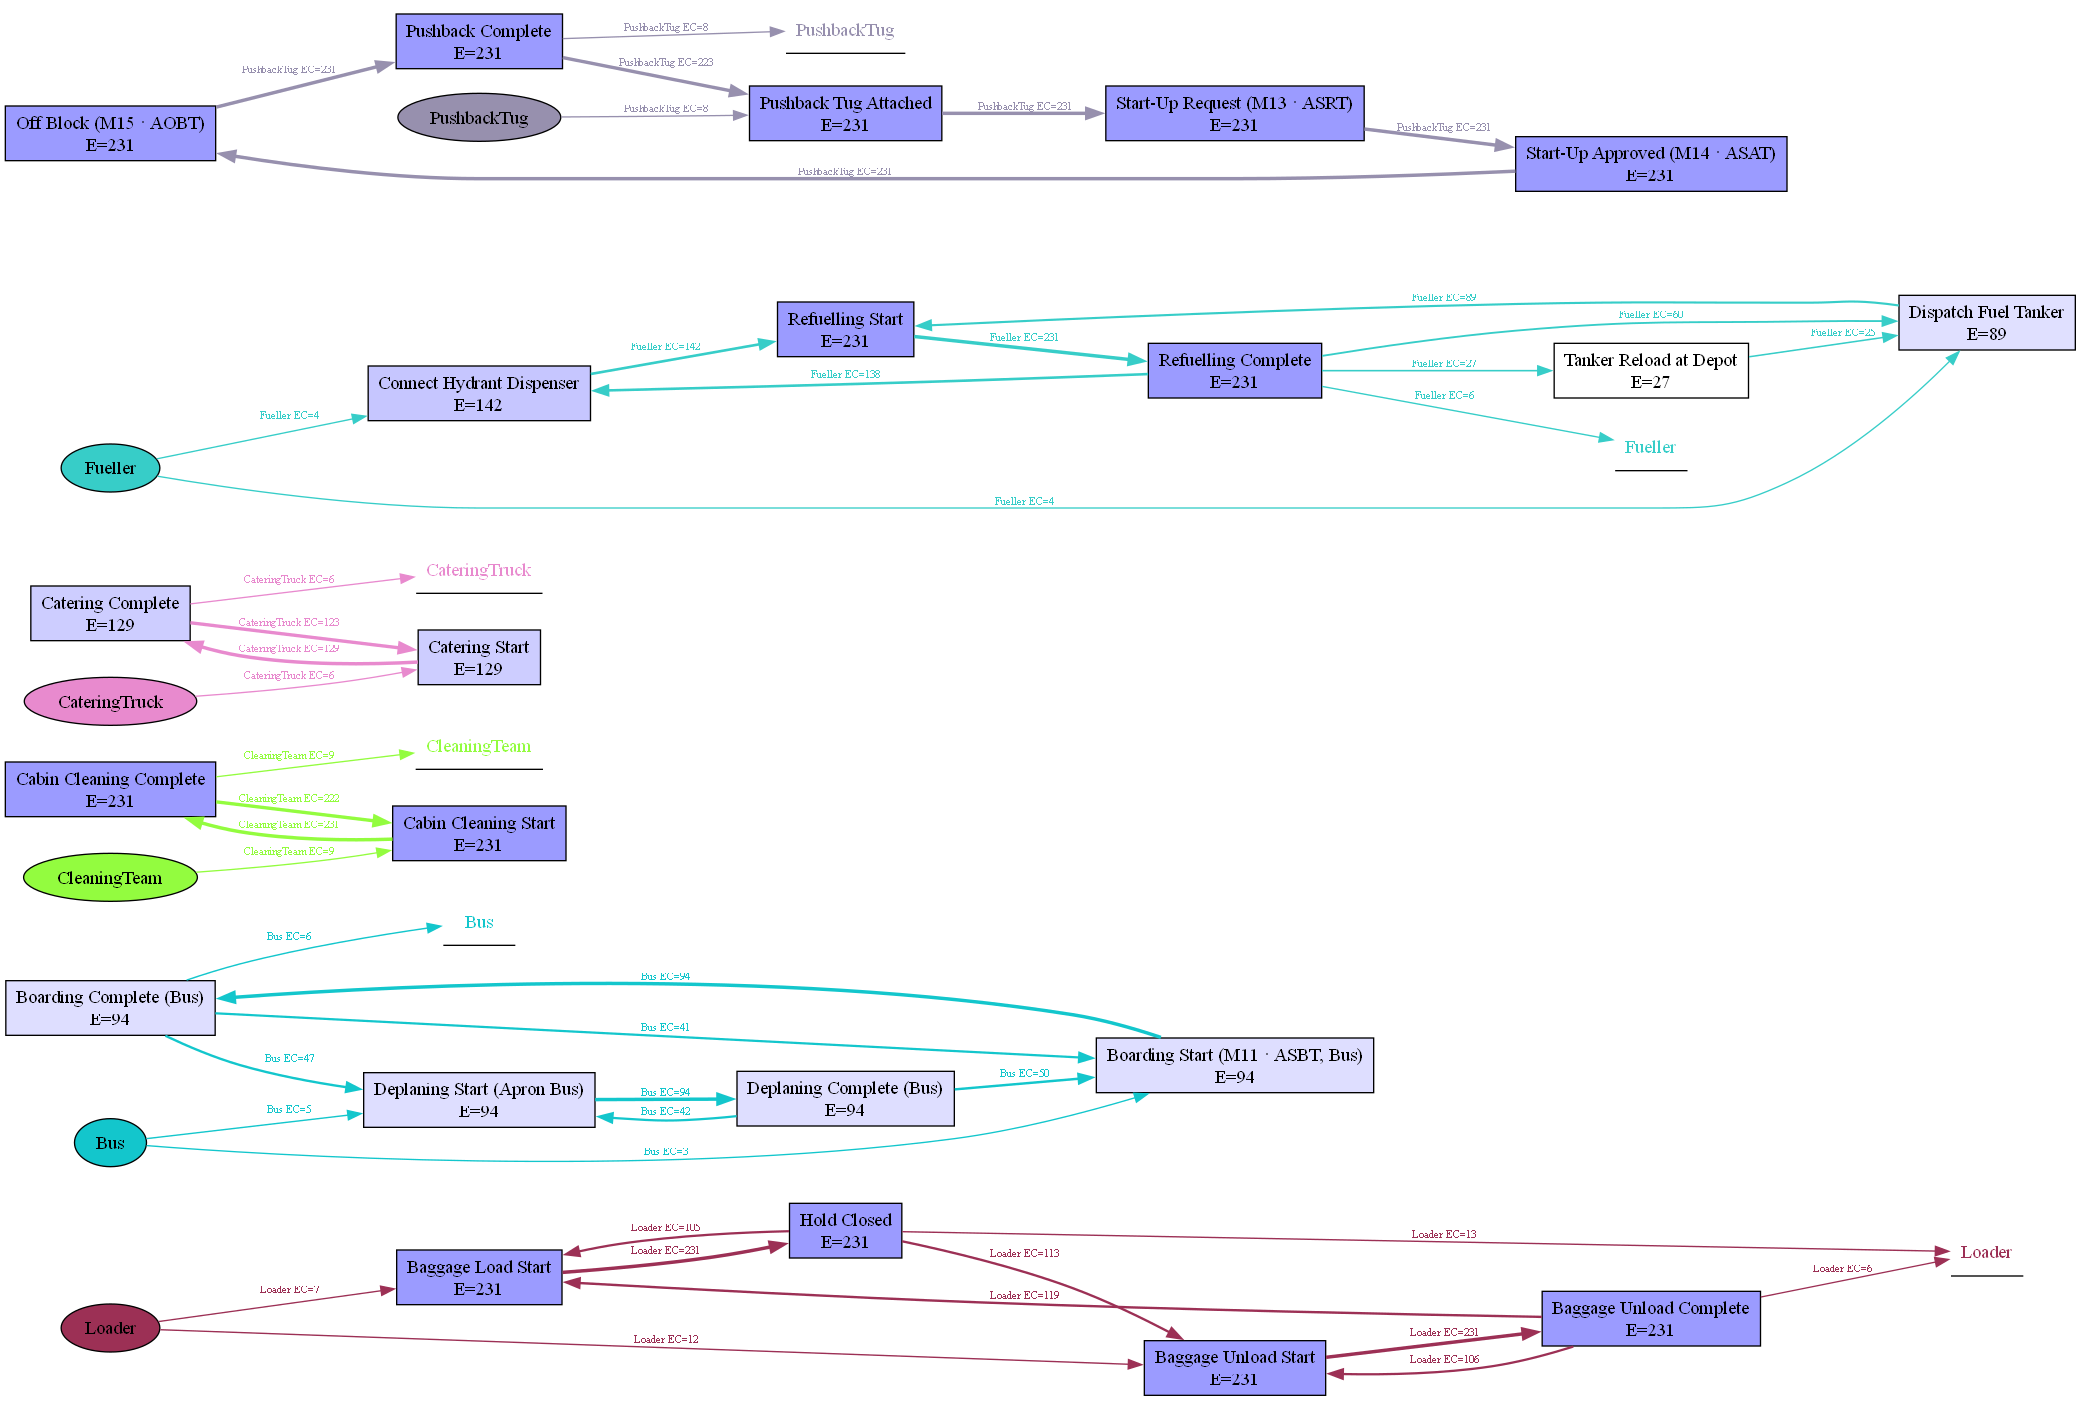 Pushback Complete
E=231
PushbackTug EC=8
PushbackTug
PushbackTug EC=231
PushbackTug EC=223
Off Block (M15 · AOBT)
E=231
PushbackTug
PushbackTug EC=8
Pushback Tug Attached
E=231
PushbackTug EC=231
Start-Up Request (M13 · ASRT)
E=231
PushbackTug EC=231
Start-Up Approved (M14 · ASAT)
E=231
PushbackTug EC=231
Fueller EC=89
Dispatch Fuel Tanker
E=89
Refuelling Start
E=231
Fueller EC=60
Fueller EC=142
Fueller EC=231
Fueller EC=25
Refuelling Complete
E=231
Fueller EC=27
Tanker Reload at Depot
E=27
Connect Hydrant Dispenser
E=142
Fueller EC=138
Fueller EC=6
Fueller EC=4
Fueller
Fueller
Fueller EC=4
CateringTruck EC=6
CateringTruck
Catering Complete
E=129
CateringTruck EC=123
CateringTruck EC=129
Catering Start
E=129
CateringTruck EC=6
CateringTruck
CleaningTeam EC=9
CleaningTeam
Cabin Cleaning Complete
E=231
CleaningTeam EC=222
CleaningTeam EC=231
Cabin Cleaning Start
E=231
CleaningTeam EC=9
CleaningTeam
Bus EC=6
Bus
Bus EC=94
Boarding Complete (Bus)
E=94
Bus EC=41
Bus EC=47
Boarding Start (M11 · ASBT, Bus)
E=94
Deplaning Start (Apron Bus)
E=94
Bus EC=94
Bus EC=42
Deplaning Complete (Bus)
E=94
Bus EC=50
Bus EC=5
Bus
Bus EC=3
Hold Closed
E=231
Loader EC=105
Loader EC=13
Loader
Loader EC=231
Loader EC=113
Baggage Load Start
E=231
Loader EC=6
Loader EC=7
Loader EC=119
Baggage Unload Complete
E=231
Loader
Loader EC=12
Loader EC=231
Baggage Unload Start
E=231
Loader EC=106